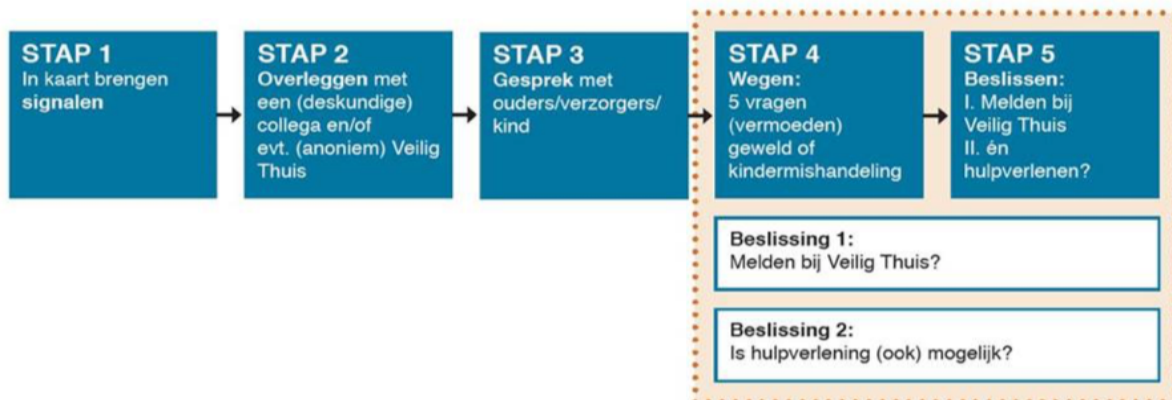 STAP 1
In kaart brengen
signalen
STAP 2
Overleggen met
een (deskundige)
collega en/of
evt. (anoniem) Veilig
Thuis
STAP 3
Gesprek met
ouders/verzorgers/
kind
STAP 4
Wegen:
5 vragen
(vermoeden)
geweld of
kindermishandeling
STAP 5
Beslissen:
I. Melden bij
Veilig Thuis
II. én
hulpverlenen?
Beslissing 1:
Melden bij Veilig Thuis?
Beslissing 2:
Is hulpverlening (ook) mogelijk?